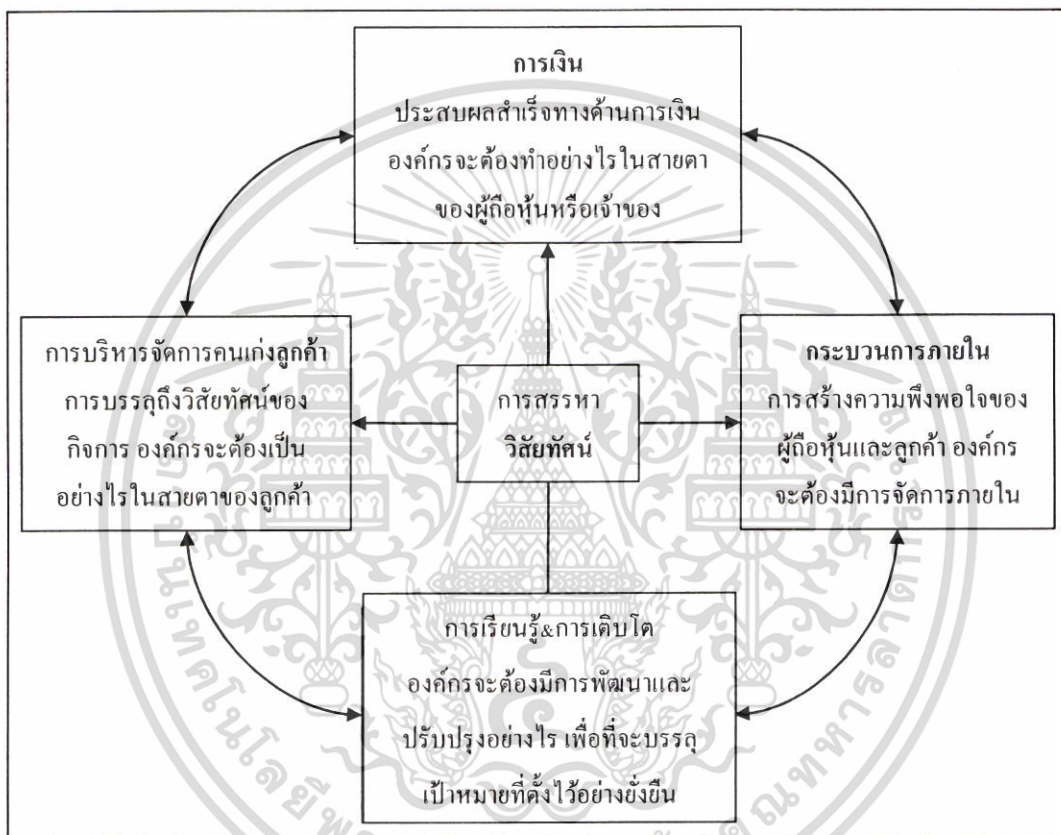 การเงิน
ประสบผลสำเร็จทางด้านการเงิน
องค์กรจะต้องทำอย่างไรในสายตา
ของผู้ถือหุ้นหรือเจ้าของ
การบริหารจัดการคนเก่งลูกค้า
การบรรลุถึงวิสัยทัศน์ของ
กิจการ องค์กรจะต้องเป็น
อย่างไรในสายตาของลูกค้า
การสรรหา
วิสัยทัศน์
กระบวนการภายใน
การสร้างความพึงพอใจของ
ผู้ถือหุ้นและลูกค้า องค์กร
จะต้องมีการจัดการภายใน
การเรียนรู้&การเติบโต
องค์กรจะต้องมีการพัฒนาและ
ปรับปรุงอย่างไร เพื่อที่จะบรรลุ
เป้าหมายที่ตั้งไว้อย่างยั่งยืน